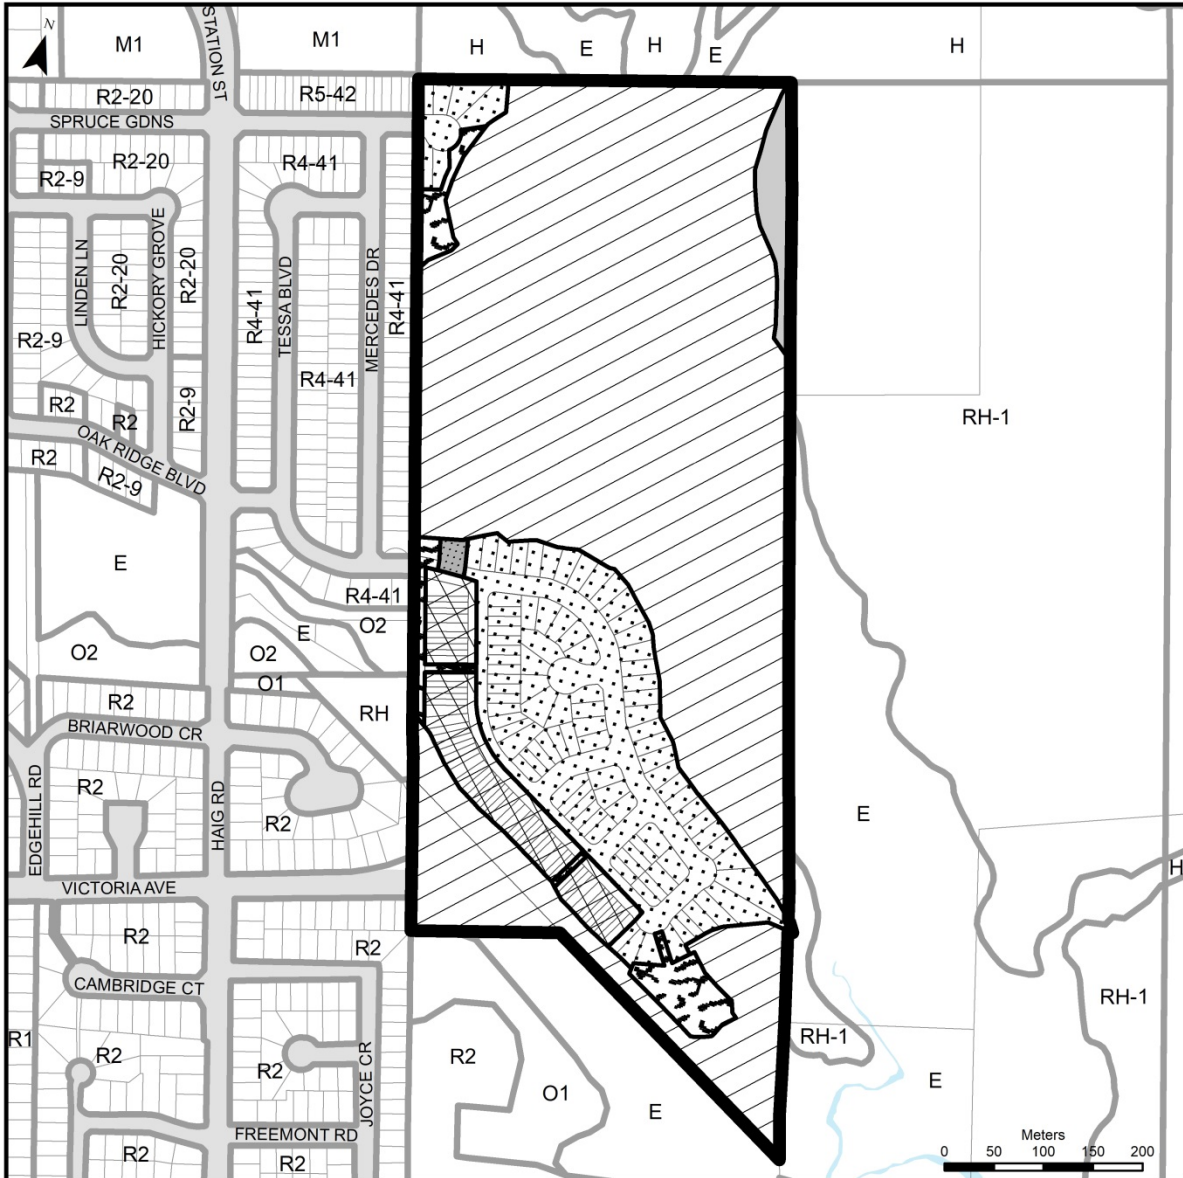 N
M1
STATION ST
M1
H
E
H
E
H
R2-20
R5-42
SPRUCE GDNS
R2-20
R4-41
R2-9
LINDEN LN
R2-20
HICKORY GROVE
R2-20
R4-41
TESSA BLVD
MERCEDES DR
R4-41
R2-9
R4-41
R2
R2
R2-9
RH-1
OAK RIDGE BLVD
R2
R2-9
E
R4-41
E
O2
O2
O2
O1
R2
RH
BRIARWOOD CR
EDGEHILL RD
R2
HAIG RD
R2
E
VICTORIA AVE
H
R2
R2
CAMBRIDGE CT
RH-1
R1
R2
R2
JOYCE CR
R2
RH-1
O1
E
E
FREEMONT RD
R2
R2
Meters
0 50 100 150 200